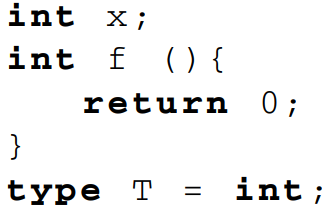 int x;
int f (){
    return 0;
}
type T = int;